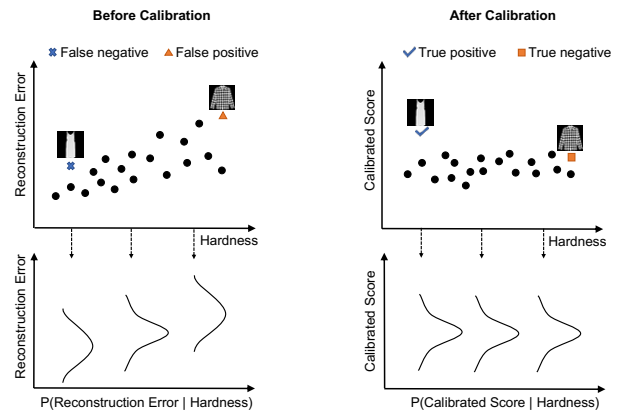 Before Calibration
False negative False positive
Reconstruction Error
Hardness
Reconstruction Error
P(Reconstruction Error | Hardness)
After Calibration
True positive True negative
Calibrated Score
Hardness
Calibrated Score
P(Calibrated Score | Hardness)